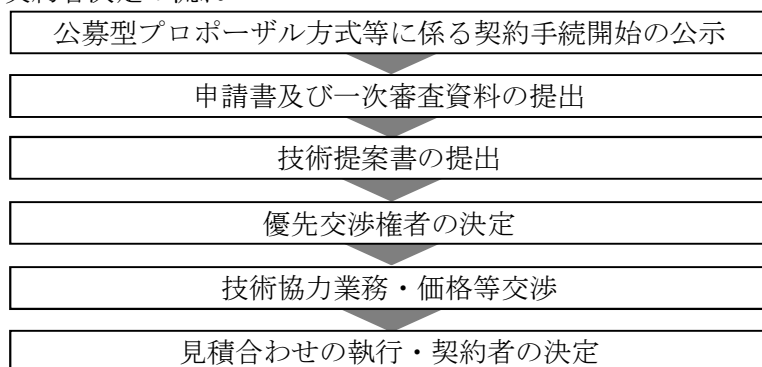 公募型プロポーザル方式等に係る契約手続開始の公示
申請書及び一次審査資料の提出
技術提案書の提出
優先交渉権者の決定
技術協力業務・価格等交渉
見積合わせの執行・契約者の決定